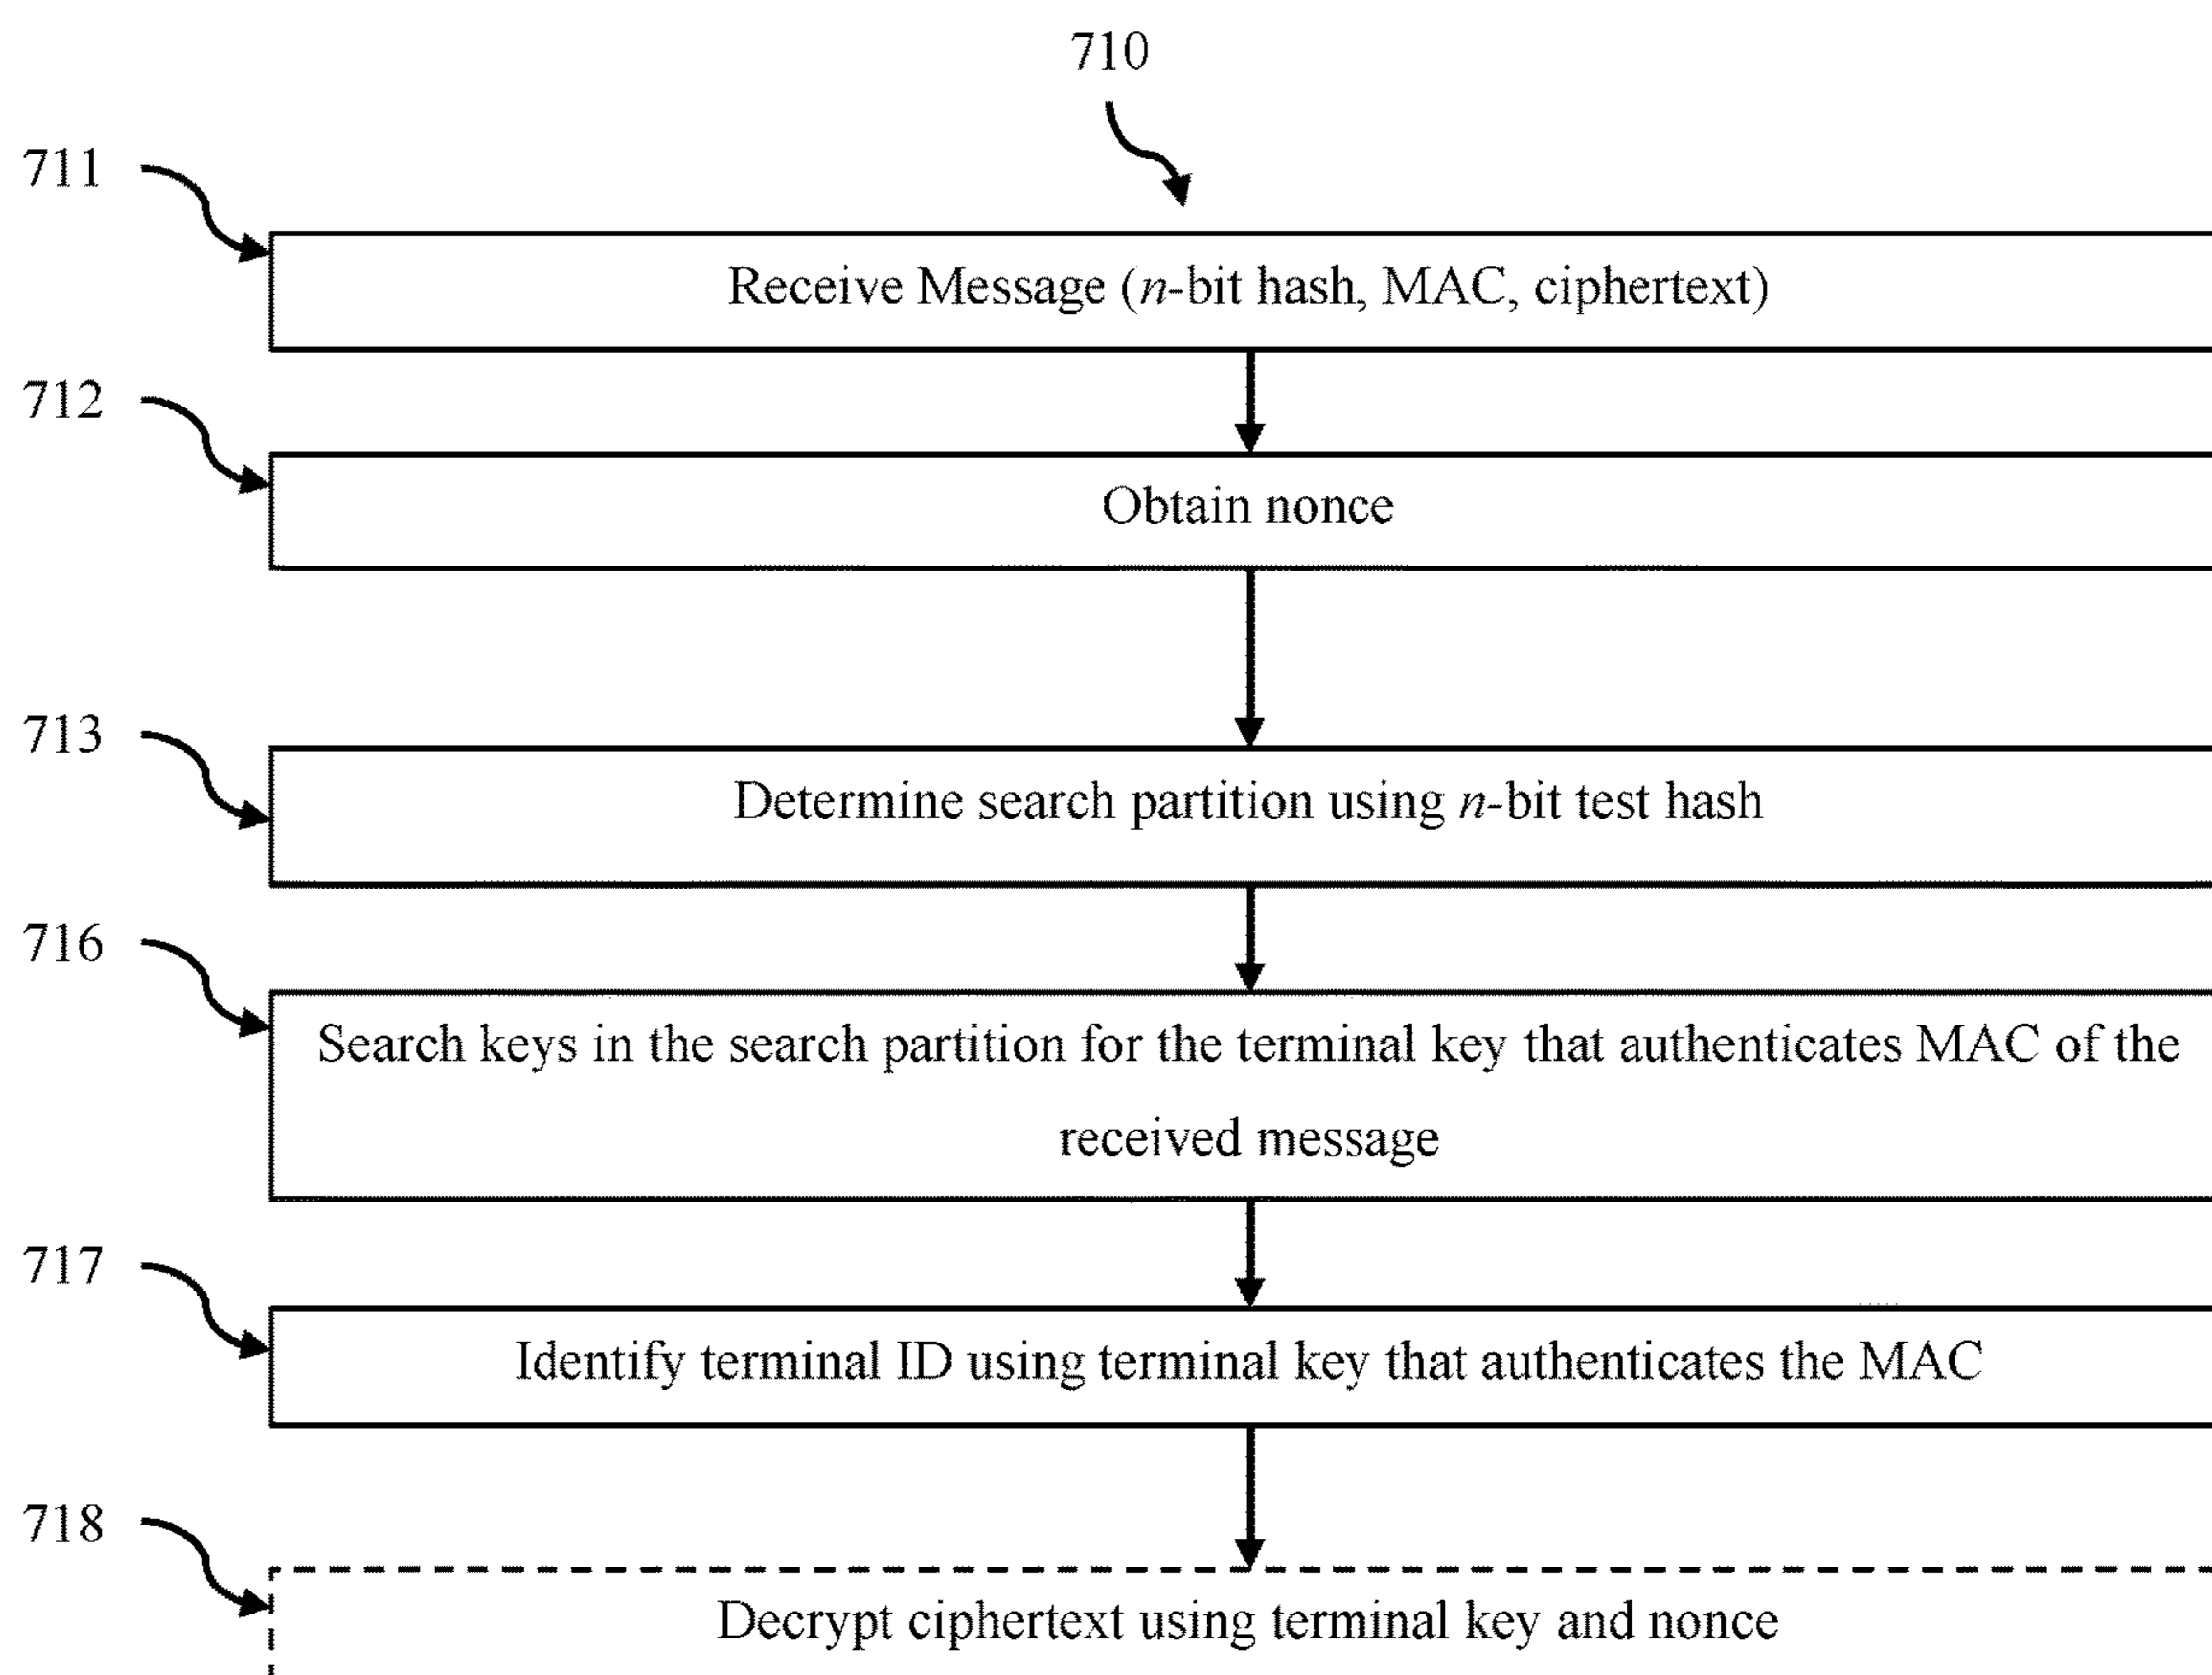 710
711
Receive Message (n-bit hash, MAC, ciphertext)
712
Obtain nonce
713
Determine search partition using n-bit test hash
716
Search keys in the search partition for the terminal key that authenticates MAC of the
received message
717
Identify terminal ID using terminal key that authenticates the MAC
718
Decrypt ciphertext using terminal key and nonce